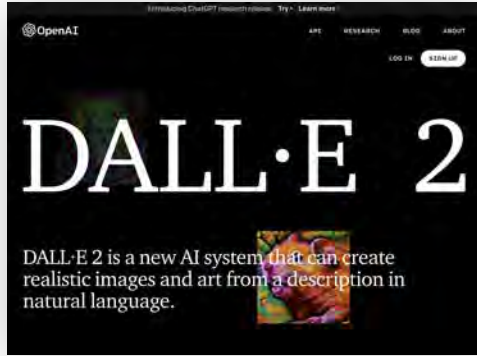 Introducing ChatGPT research release Try › Learn more ›
OpenAI
API RESEARCH BLOG ABOUT
LOG IN SIGN UP
DALL·E 2
DALL·E 2 is a new AI system that can create
realistic images and art from a description in
natural language.